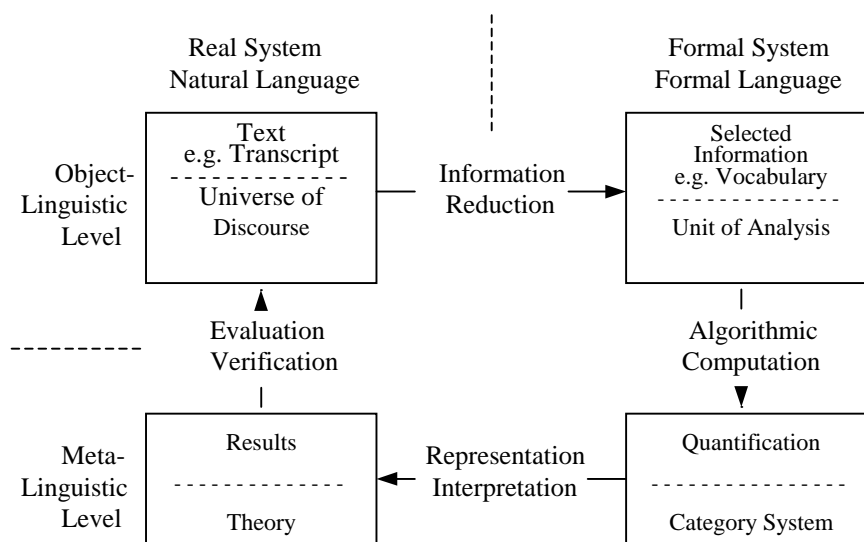 Real System
Natural Language
Formal System
Formal Language
Object-
Linguistic
Level
Text
e.g. Transcript
Universe of
Discourse
Information
Reduction
Selected
Information
e.g. Vocabulary
Unit of Analysis
Evaluation
Verification
Algorithmic
Computation
Meta-
Linguistic
Level
Results
Theory
Representation
Interpretation
Quantification
Category System